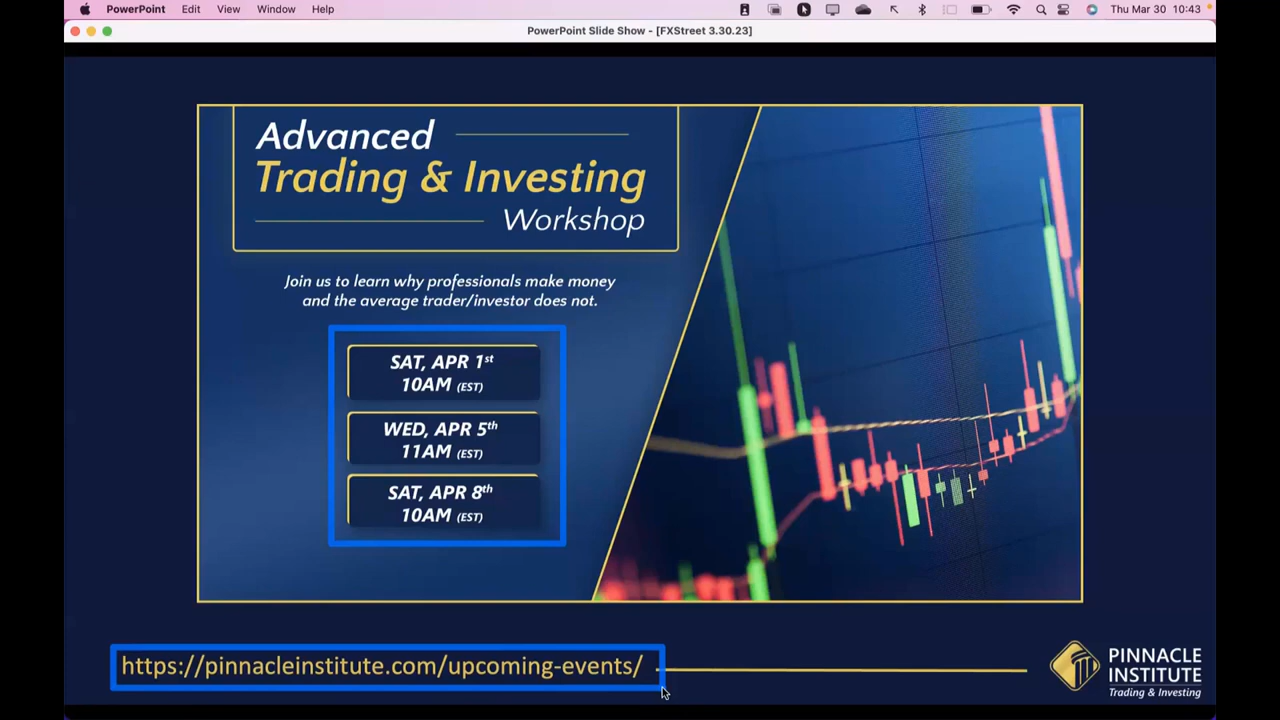 PowerPoint Edit View Window Help Thu Mar 30 10:43
PowerPoint Slide Show - [FXStreet 3.30.23]
Advanced
Trading & Investing
Workshop
Join us to learn why professionals make money
and the average trader/investor does not.
SAT, APR 1st
10AM (EST)
WED, APR 5th
11AM (EST)
SAT, APR 8th
10AM (EST)
https://pinnacleinstitute.com/upcoming-events/
PINNACLE
INSTITUTE
Trading & Investing